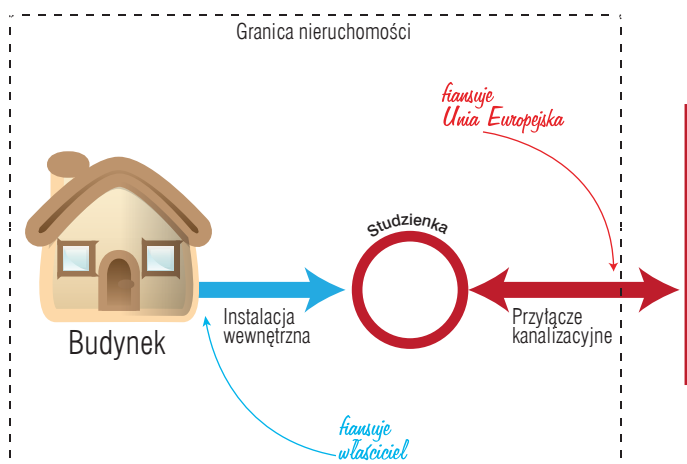 Granica nieruchomości
fiansuje
Unia Europejska
Studzienka
Instalacja
wewnętrzna
Przyłącze
kanalizacyjne
Budynek
fiansuje
właściciel